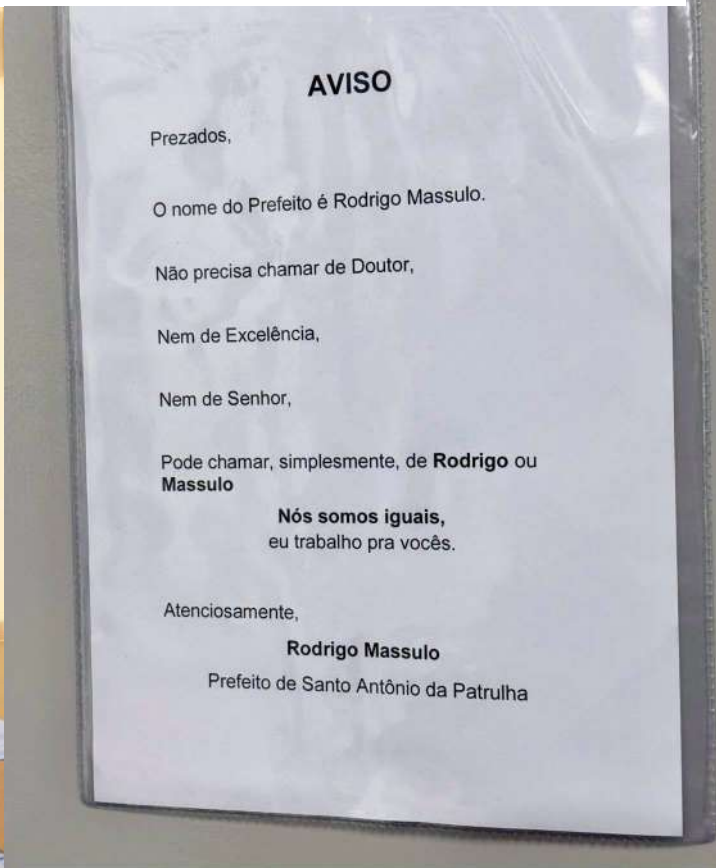 AVISO
Prezados,
O nome do Prefeito é Rodrigo Massulo.
Não precisa chamar de Doutor,
Nem de Excelência,
Nem de Senhor,
Pode chamar, simplesmente, de Rodrigo ou
Massulo
Nós somos iguais,
eu trabalho pra vocês.
Atenciosamente,
Rodrigo Massulo
Prefeito de Santo Antônio da Patrulha